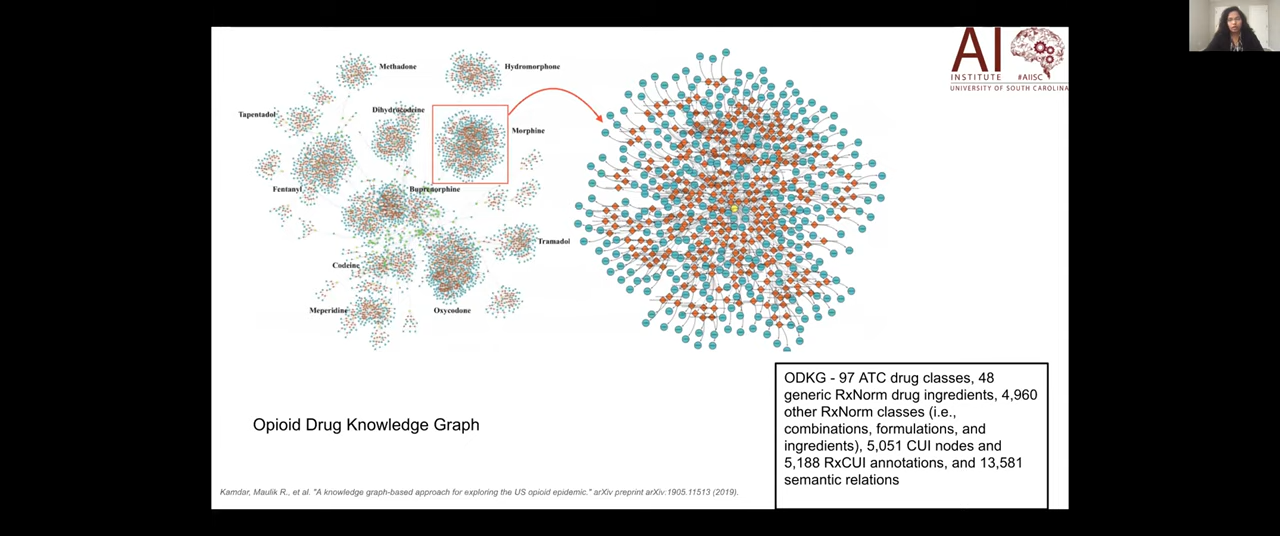 AI
INSTITUTE #AIISC
UNIVERSITY OF SOUTH CAROLINA
Methadone
Hydromorphone
Tapentadol
Dihydrocodeine
Morphine
Fentanyl
Buprenorphine
Tramadol
Codeine
Meperidine
Oxycodone
ODKG - 97 ATC drug classes, 48
generic RxNorm drug ingredients, 4,960
other RxNorm classes (i.e.,
combinations, formulations, and
ingredients), 5,051 CUI nodes and
5,188 RxCUI annotations, and 13,581
semantic relations
Opioid Drug Knowledge Graph
Kamdar, Maulik R., et al. "A knowledge graph-based approach for exploring the US opioid epidemic." arXiv preprint arXiv:1905.11513 (2019).